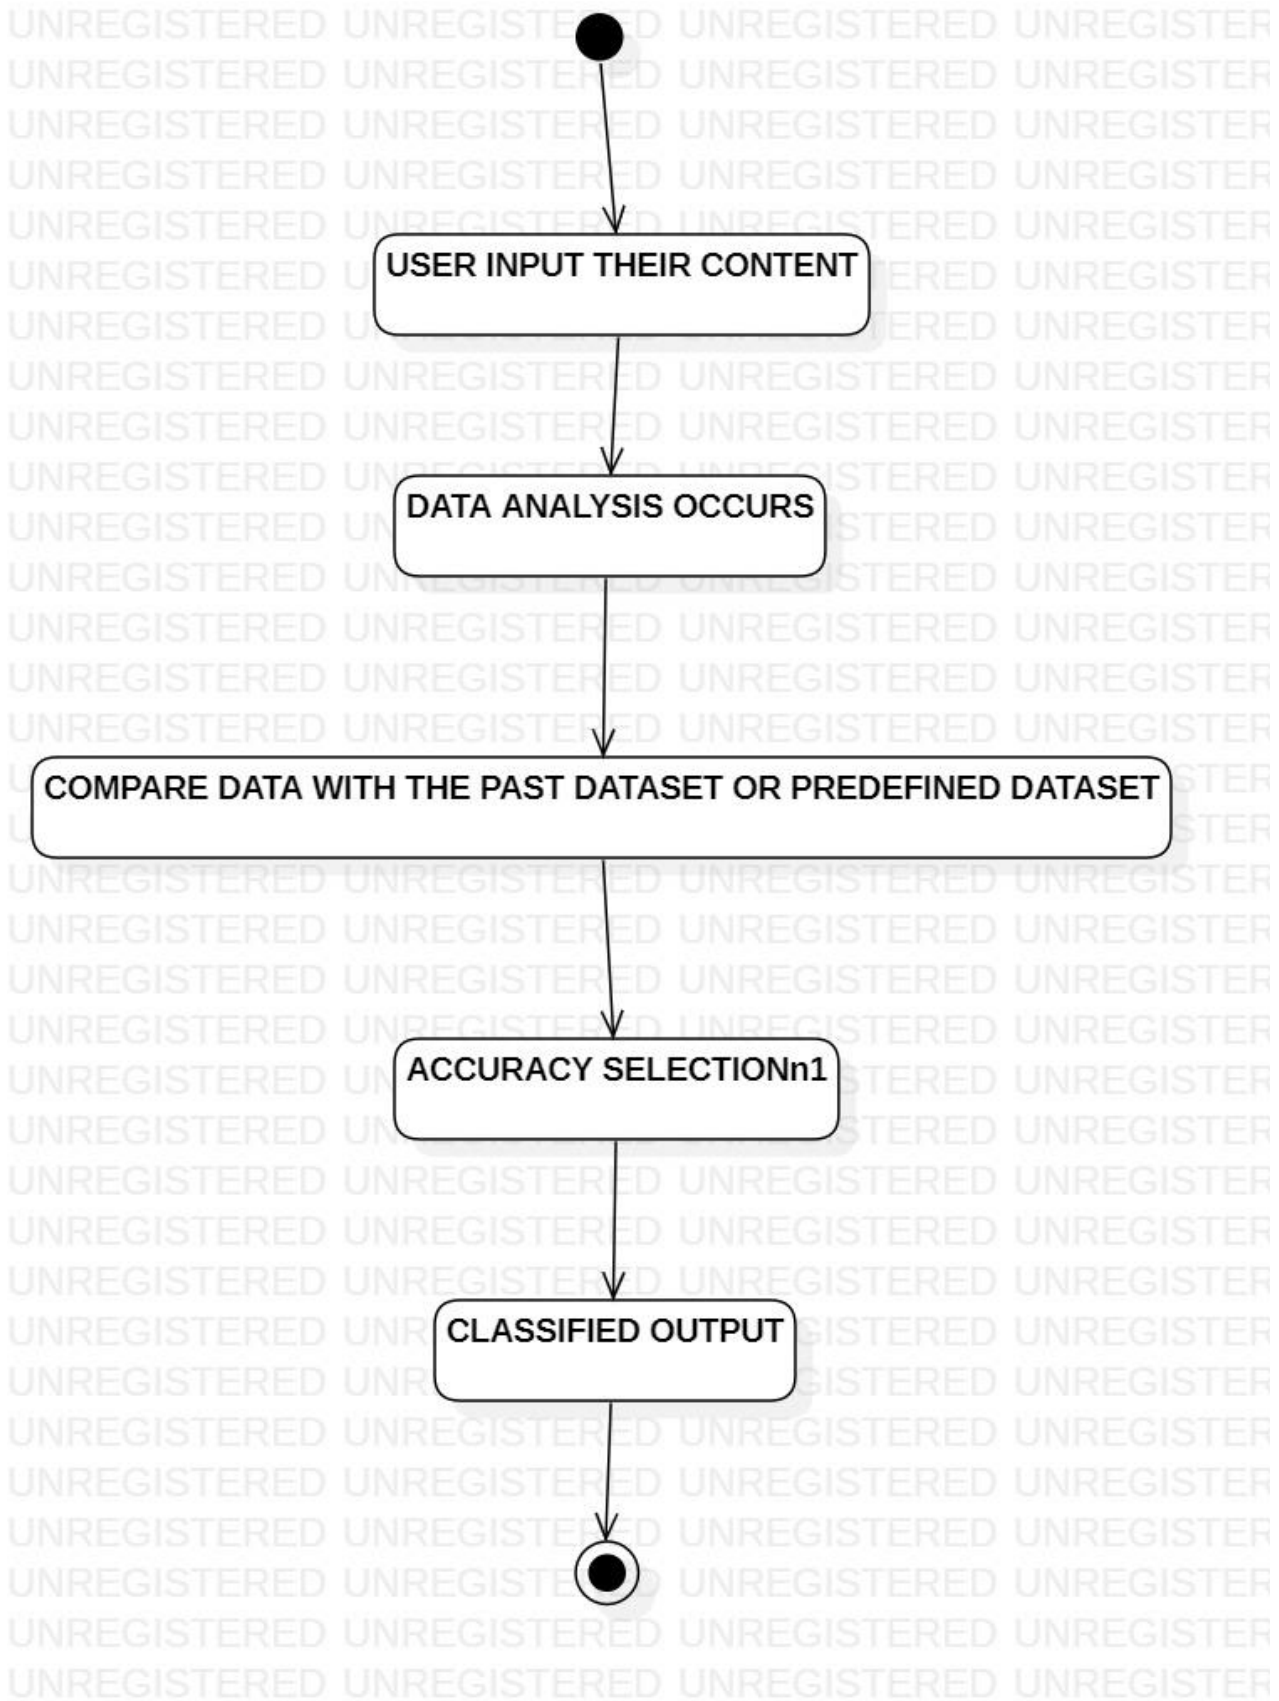 USER INPUT THEIR CONTENT
DATA ANALYSIS OCCURS
COMPARE DATA WITH THE PAST DATASET OR PREDEFINED DATASET
ACCURACY SELECTIONn1
CLASSIFIED OUTPUT